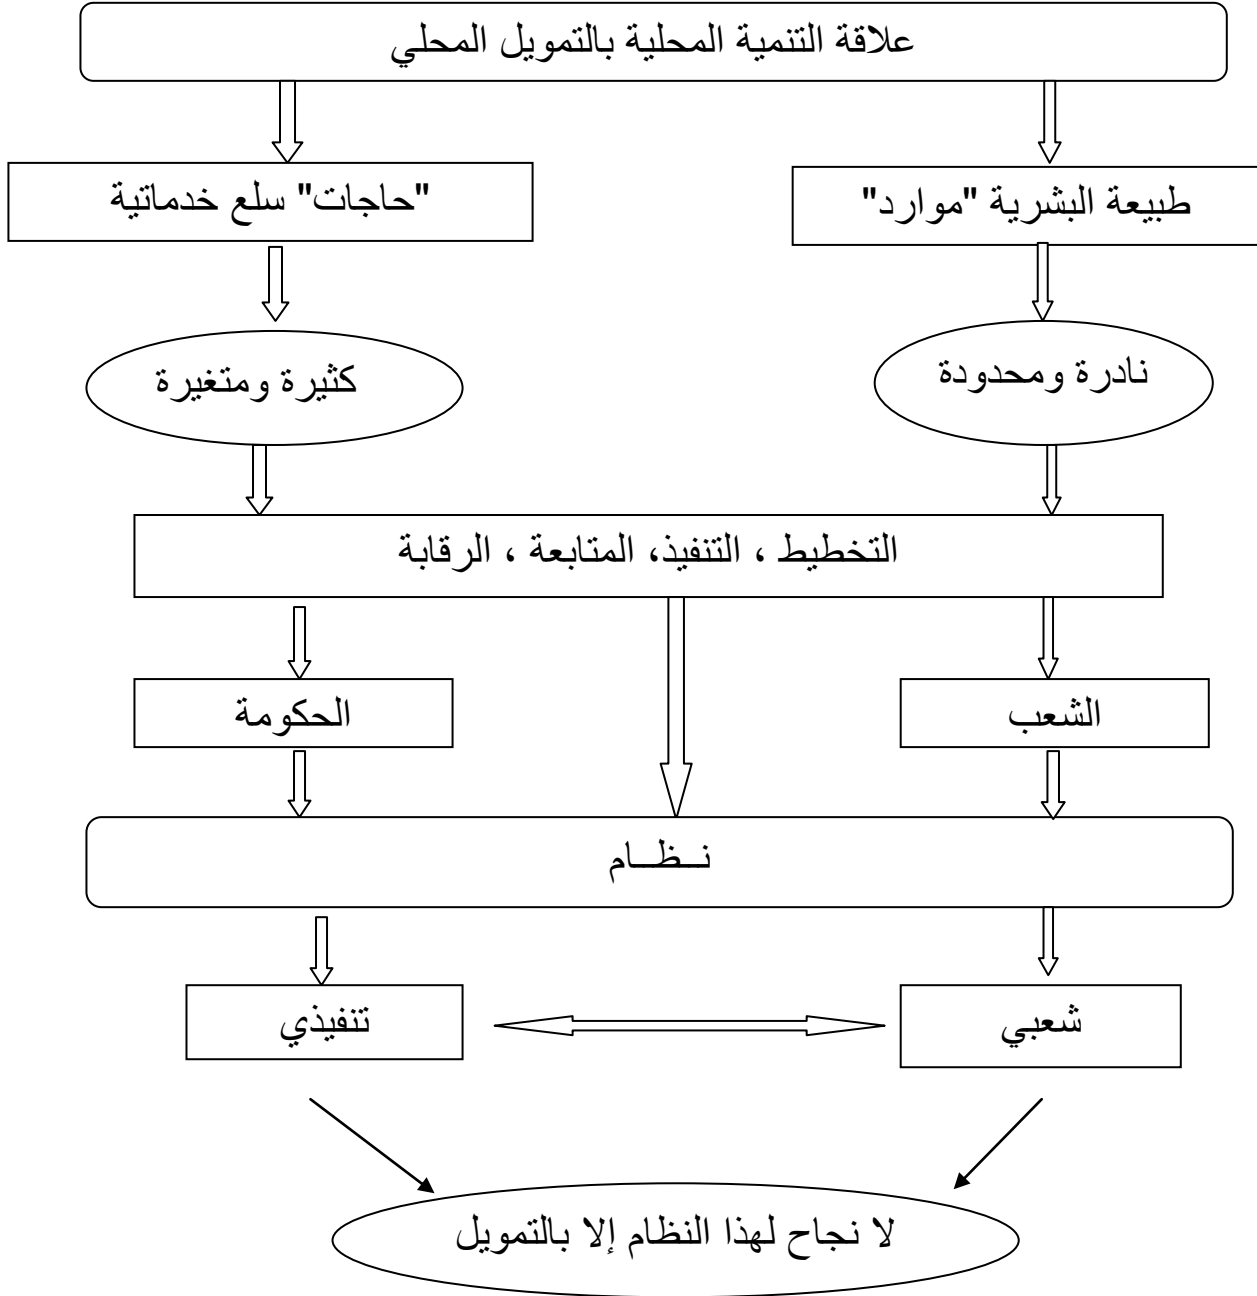 علاقة التنمية المحلية بالتمويل المحلي
طبيعة البشرية "موارد"
"حاجات" سلع خدماتية
نادرة ومحدودة
كثيرة ومتغيرة
التخطيط ، التنفيذ، المتابعة ، الرقابة
الشعب
الحكومة
نــظــام
شعبي
تنفيذي
لا نجاح لهذا النظام إلا بالتمويل